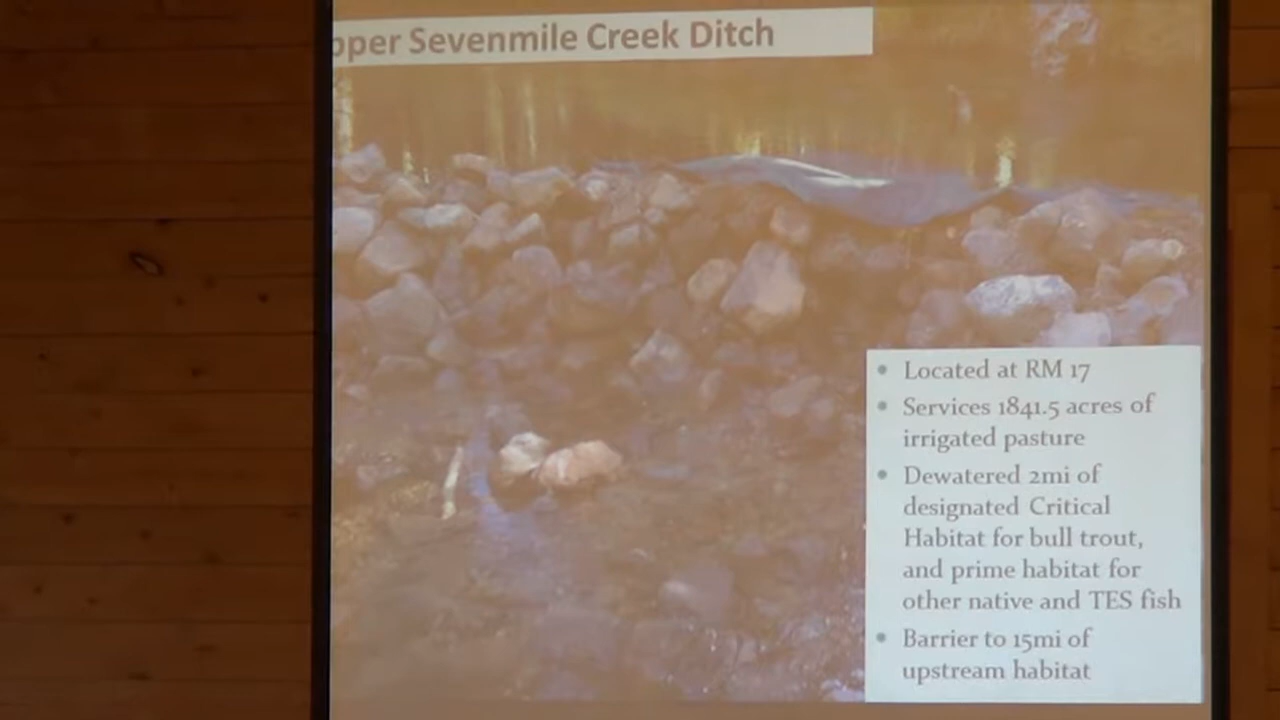 pper Sevenmile Creek Ditch
• Located at RM 17
• Services 1841.5 acres of
irrigated pasture
• Dewatered 2mi of
designated Critical
Habitat for bull trout,
and prime habitat for
other native and TES fish
• Barrier to 15mi of
upstream habitat